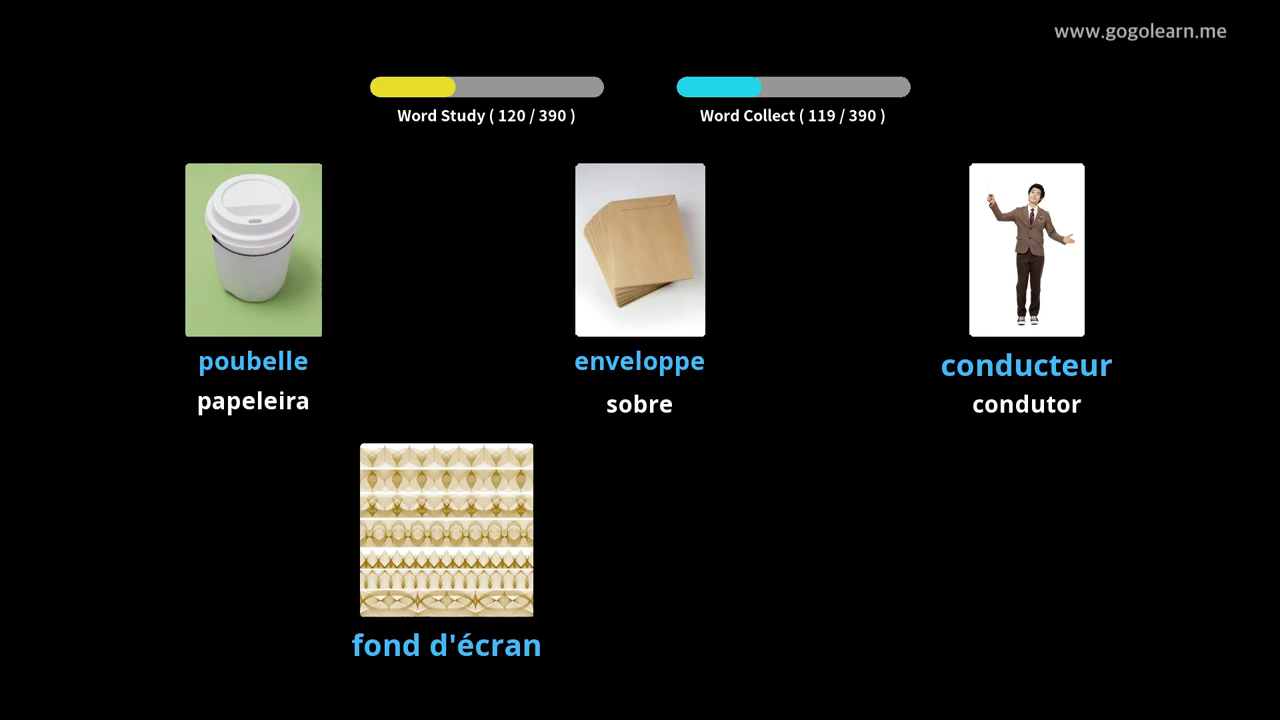 www.gogolearn.me
Word Study ( 120 / 390 )
Word Collect ( 119 / 390 )
poubelle
papeleira
enveloppe
sobre
conducteur
condutor
fond d'écran